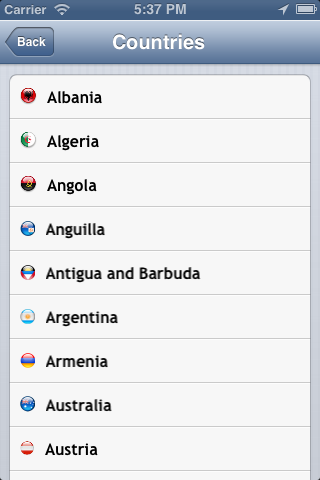 Carrier 5:37 PM
Back Countries
Albania
Algeria
Angola
Anguilla
Antigua and Barbuda
Argentina
Armenia
Australia
Austria